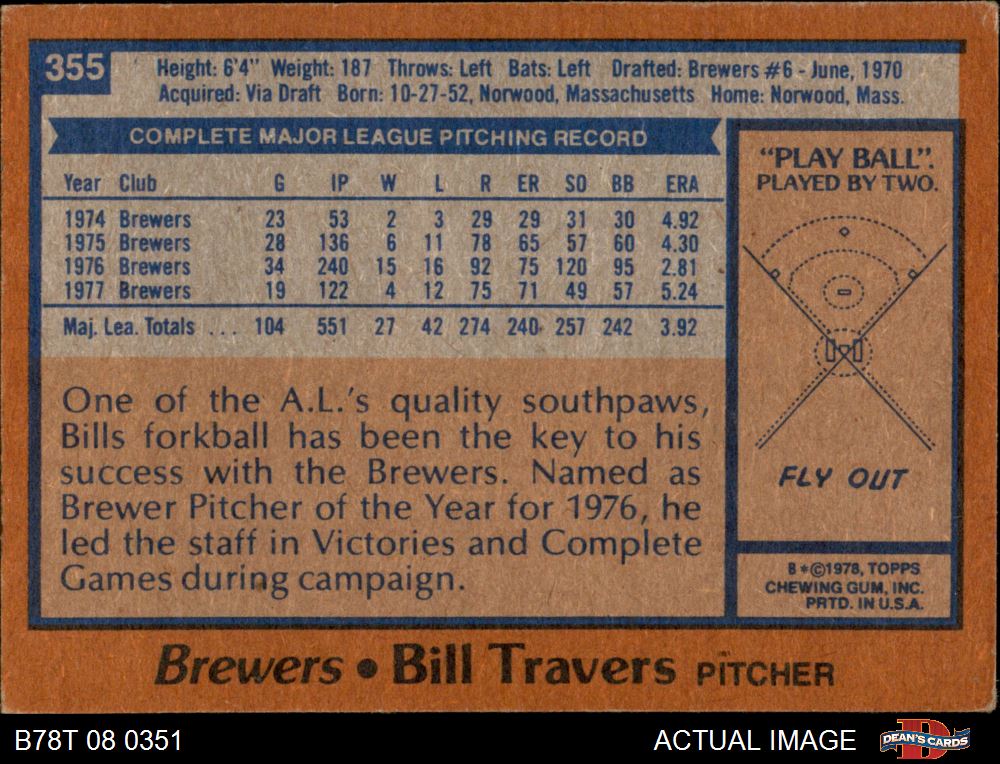 355
Height: 6'4" Weight: 187 Throws: Left Bats: Left Drafted: Brewers #6 - June, 1970
Acquired: Via Draft Born: 10-27-52, Norwood, Massachusetts Home: Norwood, Mass.
COMPLETE MAJOR LEAGUE PITCHING RECORD
Year Club G IP W L R ER SO BB ERA
1974 Brewers 23 53 2 3 29 29 31 30 4.92
1975 Brewers 28 136 6 11 78 65 57 60 4.30
1976 Brewers 34 240 15 16 92 75 120 95 2.81
1977 Brewers 19 122 4 12 75 71 49 57 5.24
Maj. Lea. Totals ... 104 551 27 42 274 240 257 242 3.92
One of the A.L.'s quality southpaws,
Bills forkball has been the key to his
success with the Brewers. Named as
Brewer Pitcher of the Year for 1976, he
led the staff in Victories and Complete
Games during campaign.
"PLAY BALL".
PLAYED BY TWO.
FLY OUT
B*©1978, TOPPS
CHEWING GUM, INC.
PRTD. IN U.S.A.
Brewers • Bill Travers PITCHER
B78T 08 0351
ACTUAL IMAGE
DEAN'S CARDS